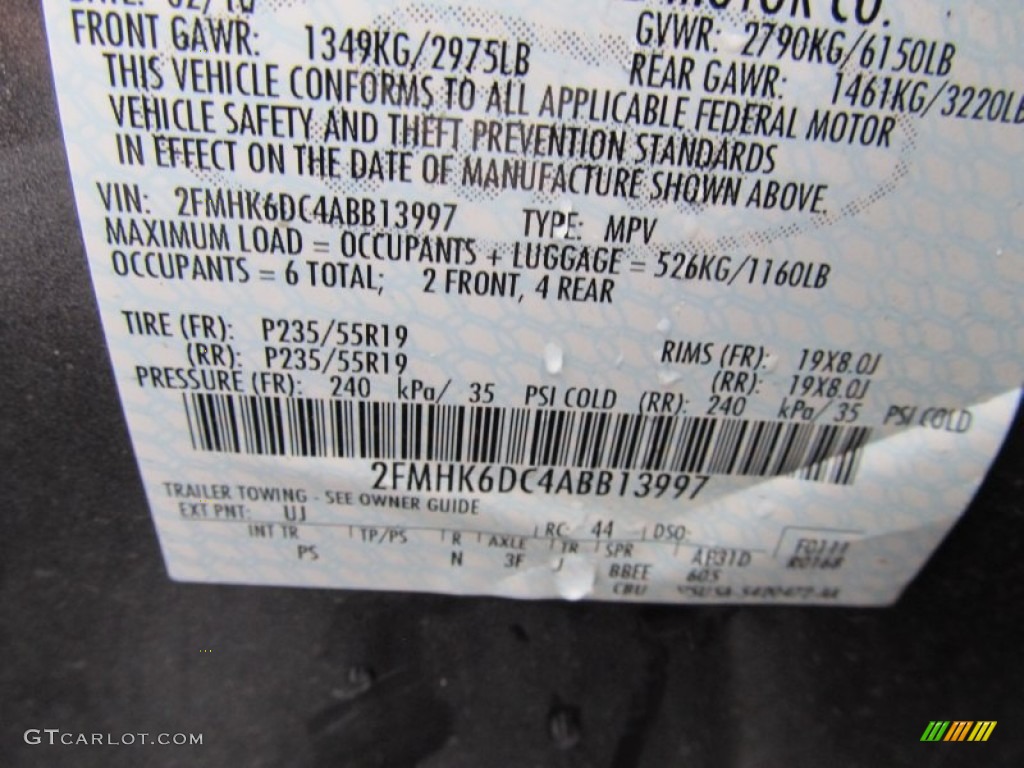 DATE: 02/10
MOTOR CO.
FRONT GAWR: 1349KG/2975LB
GVWR: 2790KG/6150LB
REAR GAWR: 1461KG/3220LB
THIS VEHICLE CONFORMS TO ALL APPLICABLE FEDERAL MOTOR
VEHICLE SAFETY AND THEFT PREVENTION STANDARDS
IN EFFECT ON THE DATE OF MANUFACTURE SHOWN ABOVE.
VIN: 2FMHK6DC4ABB13997 TYPE: MPV
MAXIMUM LOAD = OCCUPANTS + LUGGAGE = 526KG/1160LB
OCCUPANTS = 6 TOTAL; 2 FRONT, 4 REAR
TIRE (FR): P235/55R19 RIMS (FR): 19X8.0J
(RR): P235/55R19 (RR): 19X8.0J
PRESSURE (FR): 240 kPa/ 35 PSI COLD (RR): 240 kPa/ 35 PSI COLD
2FMHK6DC4ABB13997
TRAILER TOWING - SEE OWNER GUIDE
EXT PNT: UJ RC: 44 DSO:
INT TR TP/PS R AXLE TR SPR
PS N 3F J BBEE
CBU
GTCARLOT.COM